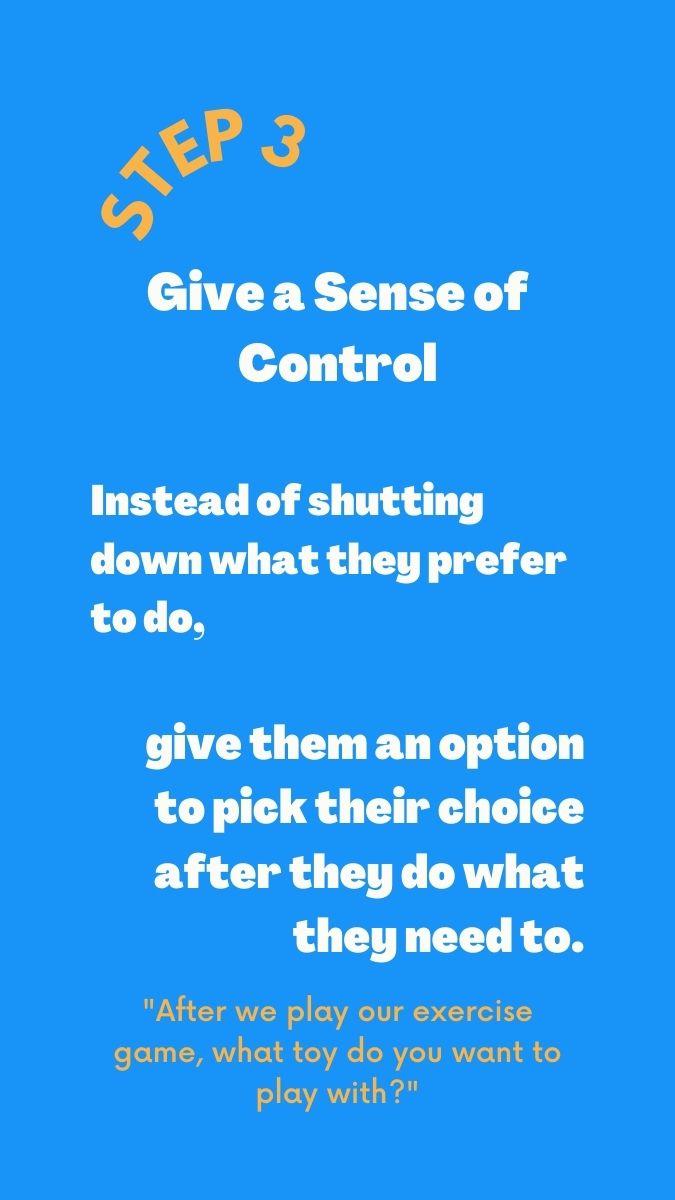 STEP 3
Give a Sense of
Control
Instead of shutting
down what they prefer
to do,
give them an option
to pick their choice
after they do what
they need to.
"After we play our exercise
game, what toy do you want to
play with?"